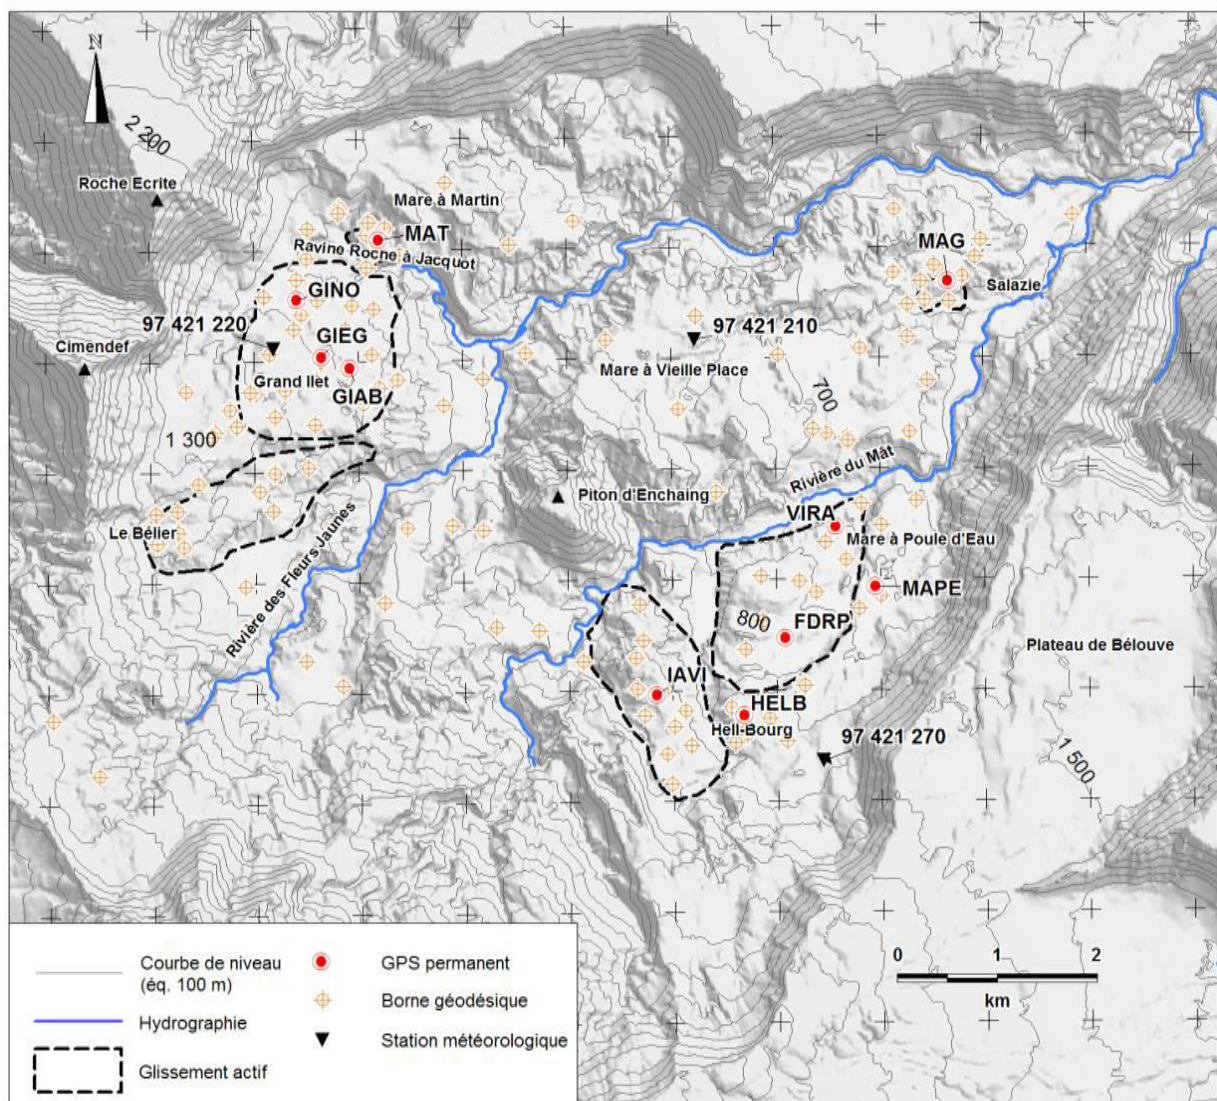 N
2 200
Roche Ecrite
Mare à Martin
MAT
Ravine Roche à Jacquot
MAG
Salazie
GINO
97 421 220
97 421 210
Cimendef
GIEG
Mare à Vieille Place
Grand Ilet
GIAB
700
1 300
Rivière du Mât
Piton d'Enchaing
VIRA
Le Bélier
Mare à Poule d'Eau
Rivière des Fleurs Jaunes
MAPE
800
FDRP
Plateau de Bélouve
IAVI
HELB
Hell-Bourg
97 421 270
1 500
Courbe de niveau
(éq. 100 m)
Hydrographie
Glissement actif
GPS permanent
Borne géodésique
Station météorologique
0 1 2
km